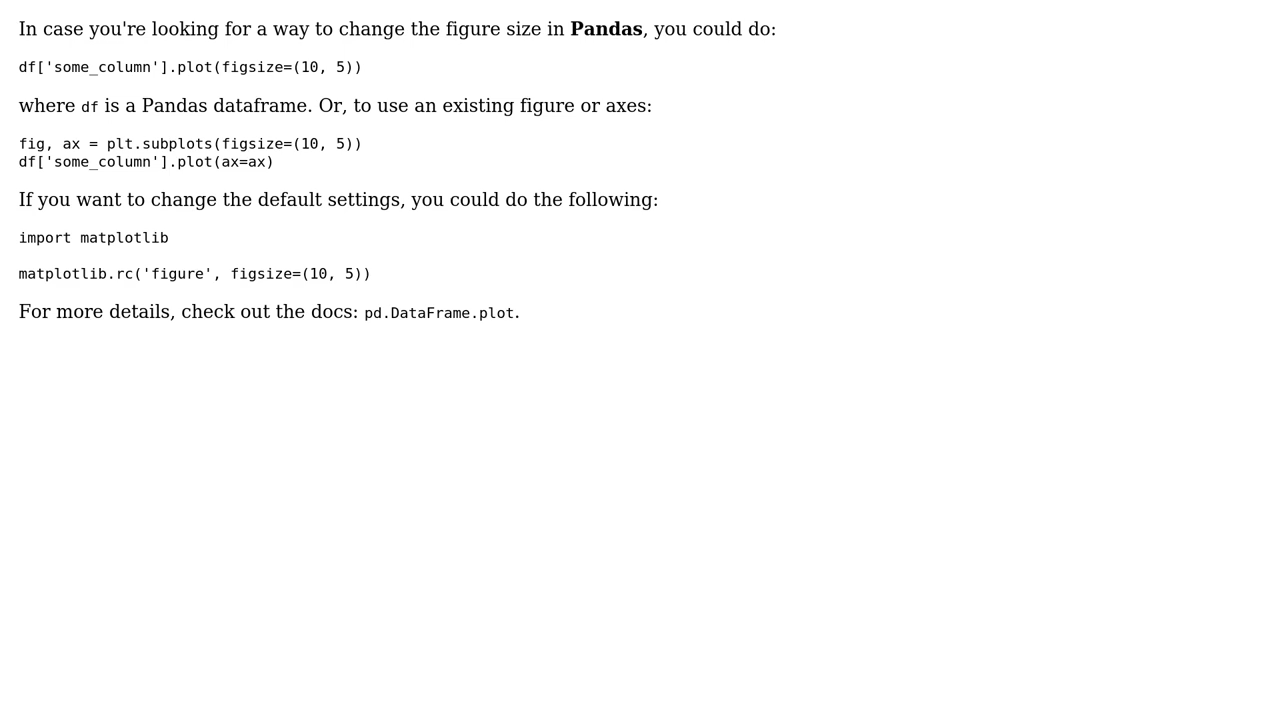 In case you're looking for a way to change the figure size in Pandas, you could do:
df['some_column'].plot(figsize=(10, 5))
where df is a Pandas dataframe. Or, to use an existing figure or axes:
fig, ax = plt.subplots(figsize=(10, 5))
df['some_column'].plot(ax=ax)
If you want to change the default settings, you could do the following:
import matplotlib
matplotlib.rc('figure', figsize=(10, 5))
For more details, check out the docs: pd.DataFrame.plot.